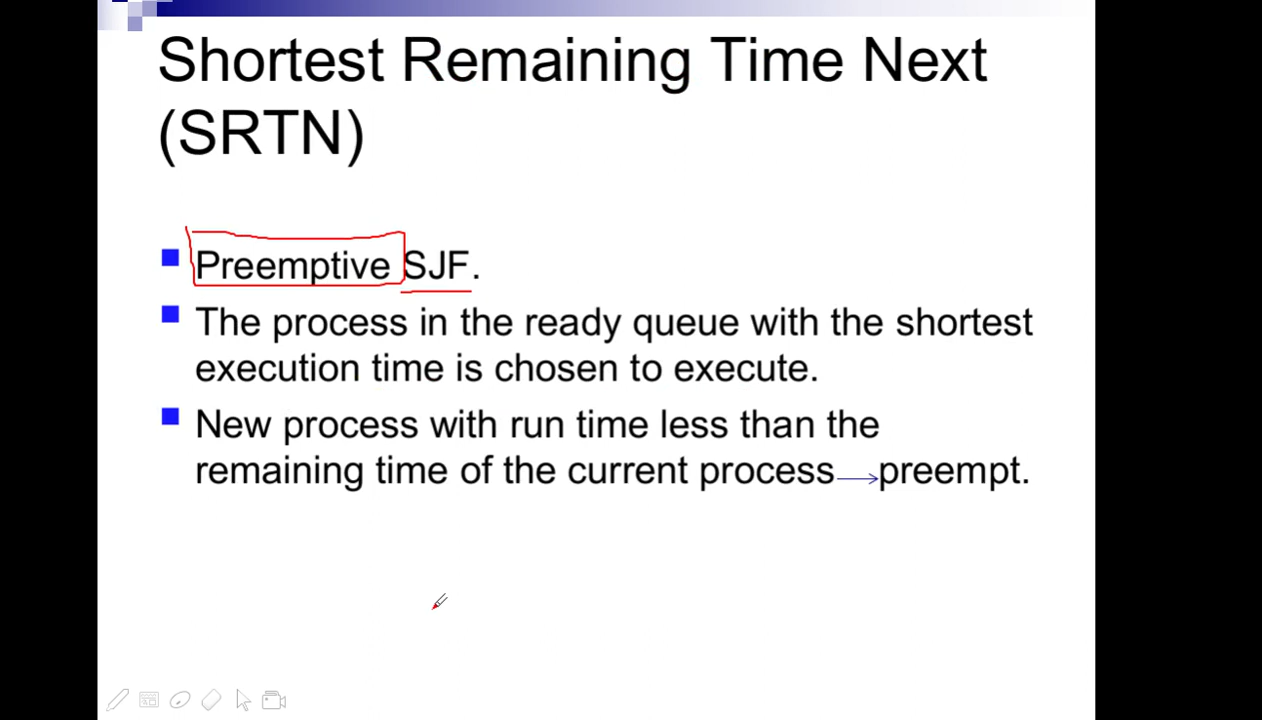 Shortest Remaining Time Next
(SRTN)
Preemptive SJF.
The process in the ready queue with the shortest
execution time is chosen to execute.
New process with run time less than the
remaining time of the current process→preempt.